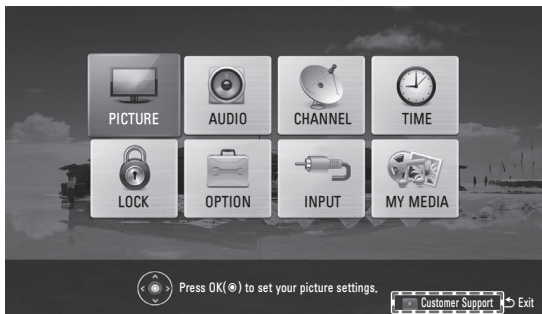 PICTURE AUDIO CHANNEL TIME
LOCK OPTION INPUT MY MEDIA
Press OK(◉) to set your picture settings.
Customer Support Exit